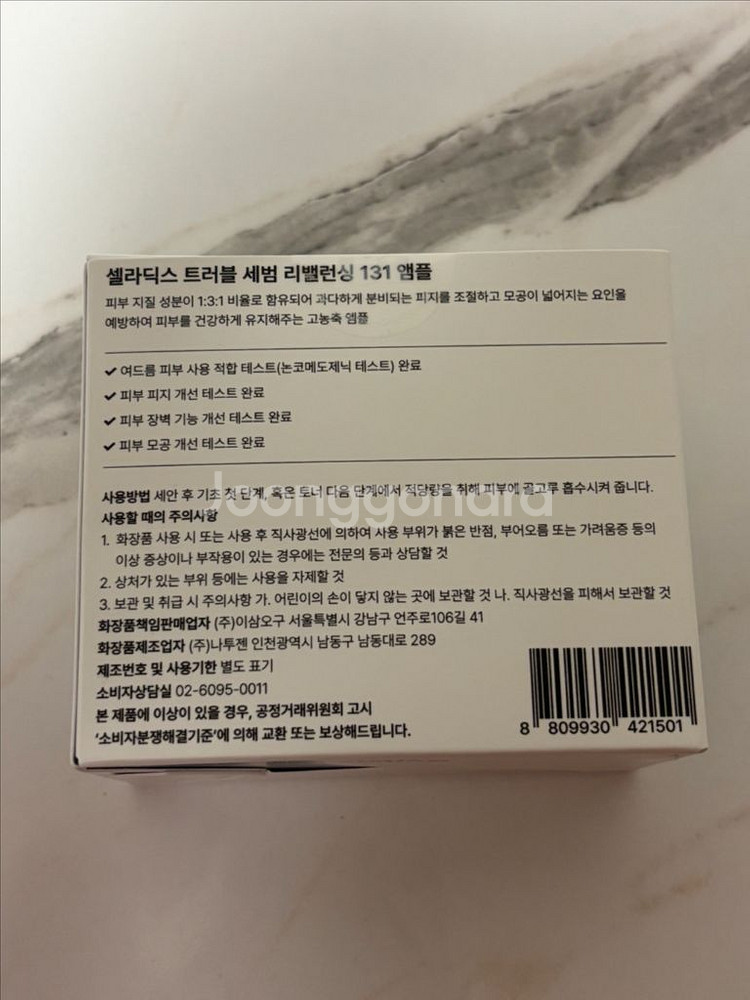 셀라딕스 트러블 세범 리밸런싱 131 앰플
피부 지질 성분이 1:3:1 비율로 함유되어 과다하게 분비되는 피지를 조절하고 모공이 넓어지는 요인을
예방하여 피부를 건강하게 유지해주는 고농축 앰플
✓ 여드름 피부 사용 적합 테스트(논코메도제닉 테스트) 완료
✓ 피부 피지 개선 테스트 완료
✓ 피부 장벽 기능 개선 테스트 완료
✓ 피부 모공 개선 테스트 완료
Joonggonara
사용방법 세안 후 기초 첫 단계, 혹은 토너 다음 단계에서 적당량을 취해 피부에 골고루 흡수시켜 줍니다.
사용할 때의 주의사항
1. 화장품 사용 시 또는 사용 후 직사광선에 의하여 사용 부위가 붉은 반점, 부어오름 또는 가려움증 등의
이상 증상이나 부작용이 있는 경우에는 전문의 등과 상담할 것
2. 상처가 있는 부위 등에는 사용을 자제할 것
3. 보관 및 취급 시 주의사항 가. 어린이의 손이 닿지 않는 곳에 보관할 것 나. 직사광선을 피해서 보관할 것
화장품책임판매업자 (주)이삼오구 서울특별시 강남구 언주로106길 41
화장품제조업자 (주)나투젠 인천광역시 남동구 남동대로 289
제조번호 및 사용기한 별도 표기
소비자상담실 02-6095-0011
본 제품에 이상이 있을 경우, 공정거래위원회 고시
‘소비자분쟁해결기준’에 의해 교환 또는 보상해드립니다.
8 809930 421501